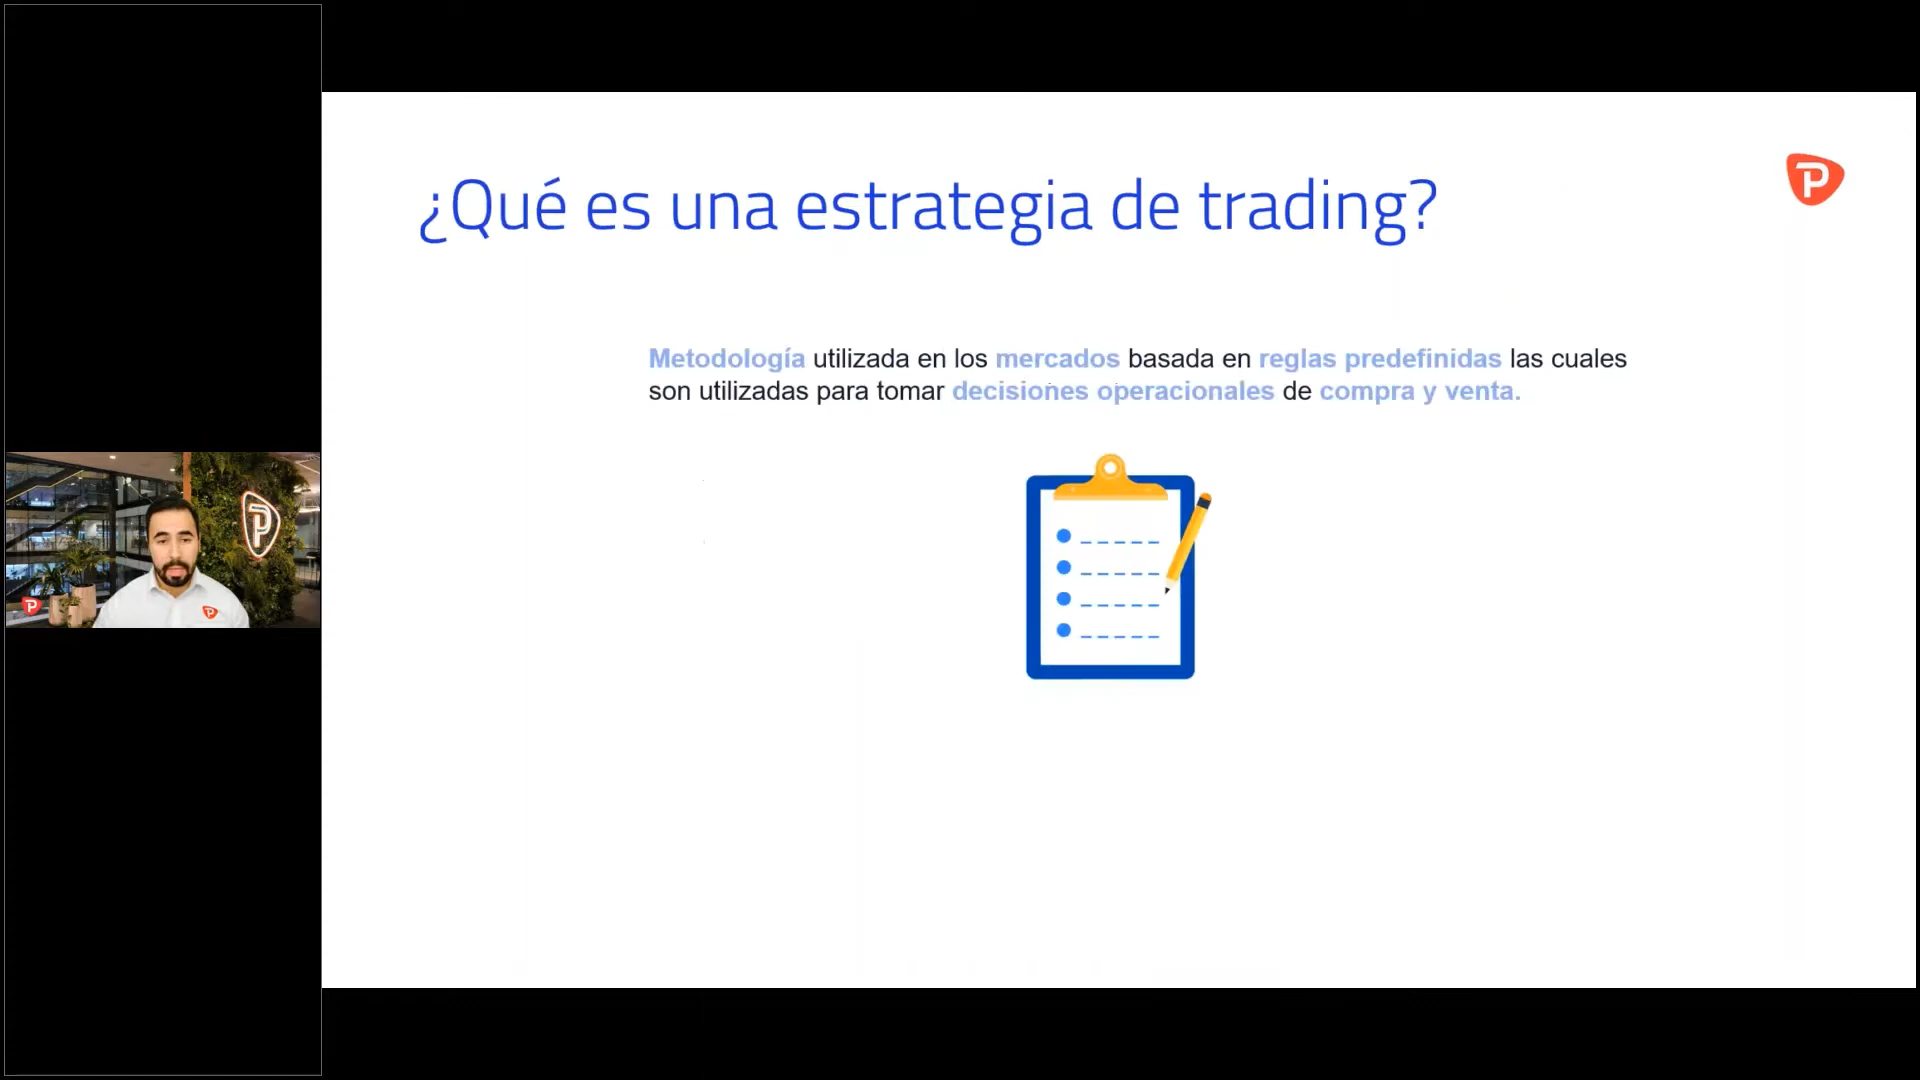 ¿Qué es una estrategia de trading?
Metodología utilizada en los mercados basada en reglas predefinidas las cuales
son utilizadas para tomar decisiones operacionales de compra y venta.